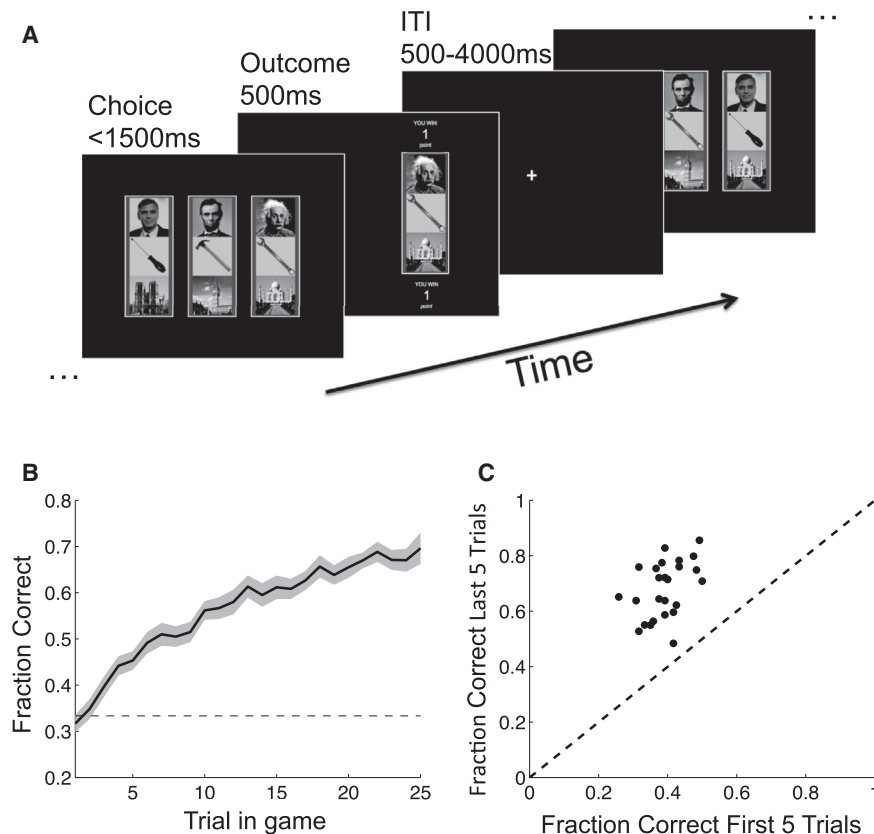 A
Choice
<1500ms
Outcome
500ms
ITI
500-4000ms
...
YOU WIN
1
point
YOU WIN
1
point
+
...
Time
B
Fraction Correct
0.8
0.7
0.6
0.5
0.4
0.3
0.2
5
10
15
20
25
Trial in game
C
Fraction Correct Last 5 Trials
1
0.8
0.6
0.4
0.2
0
0
0.2
0.4
0.6
0.8
1
Fraction Correct First 5 Trials